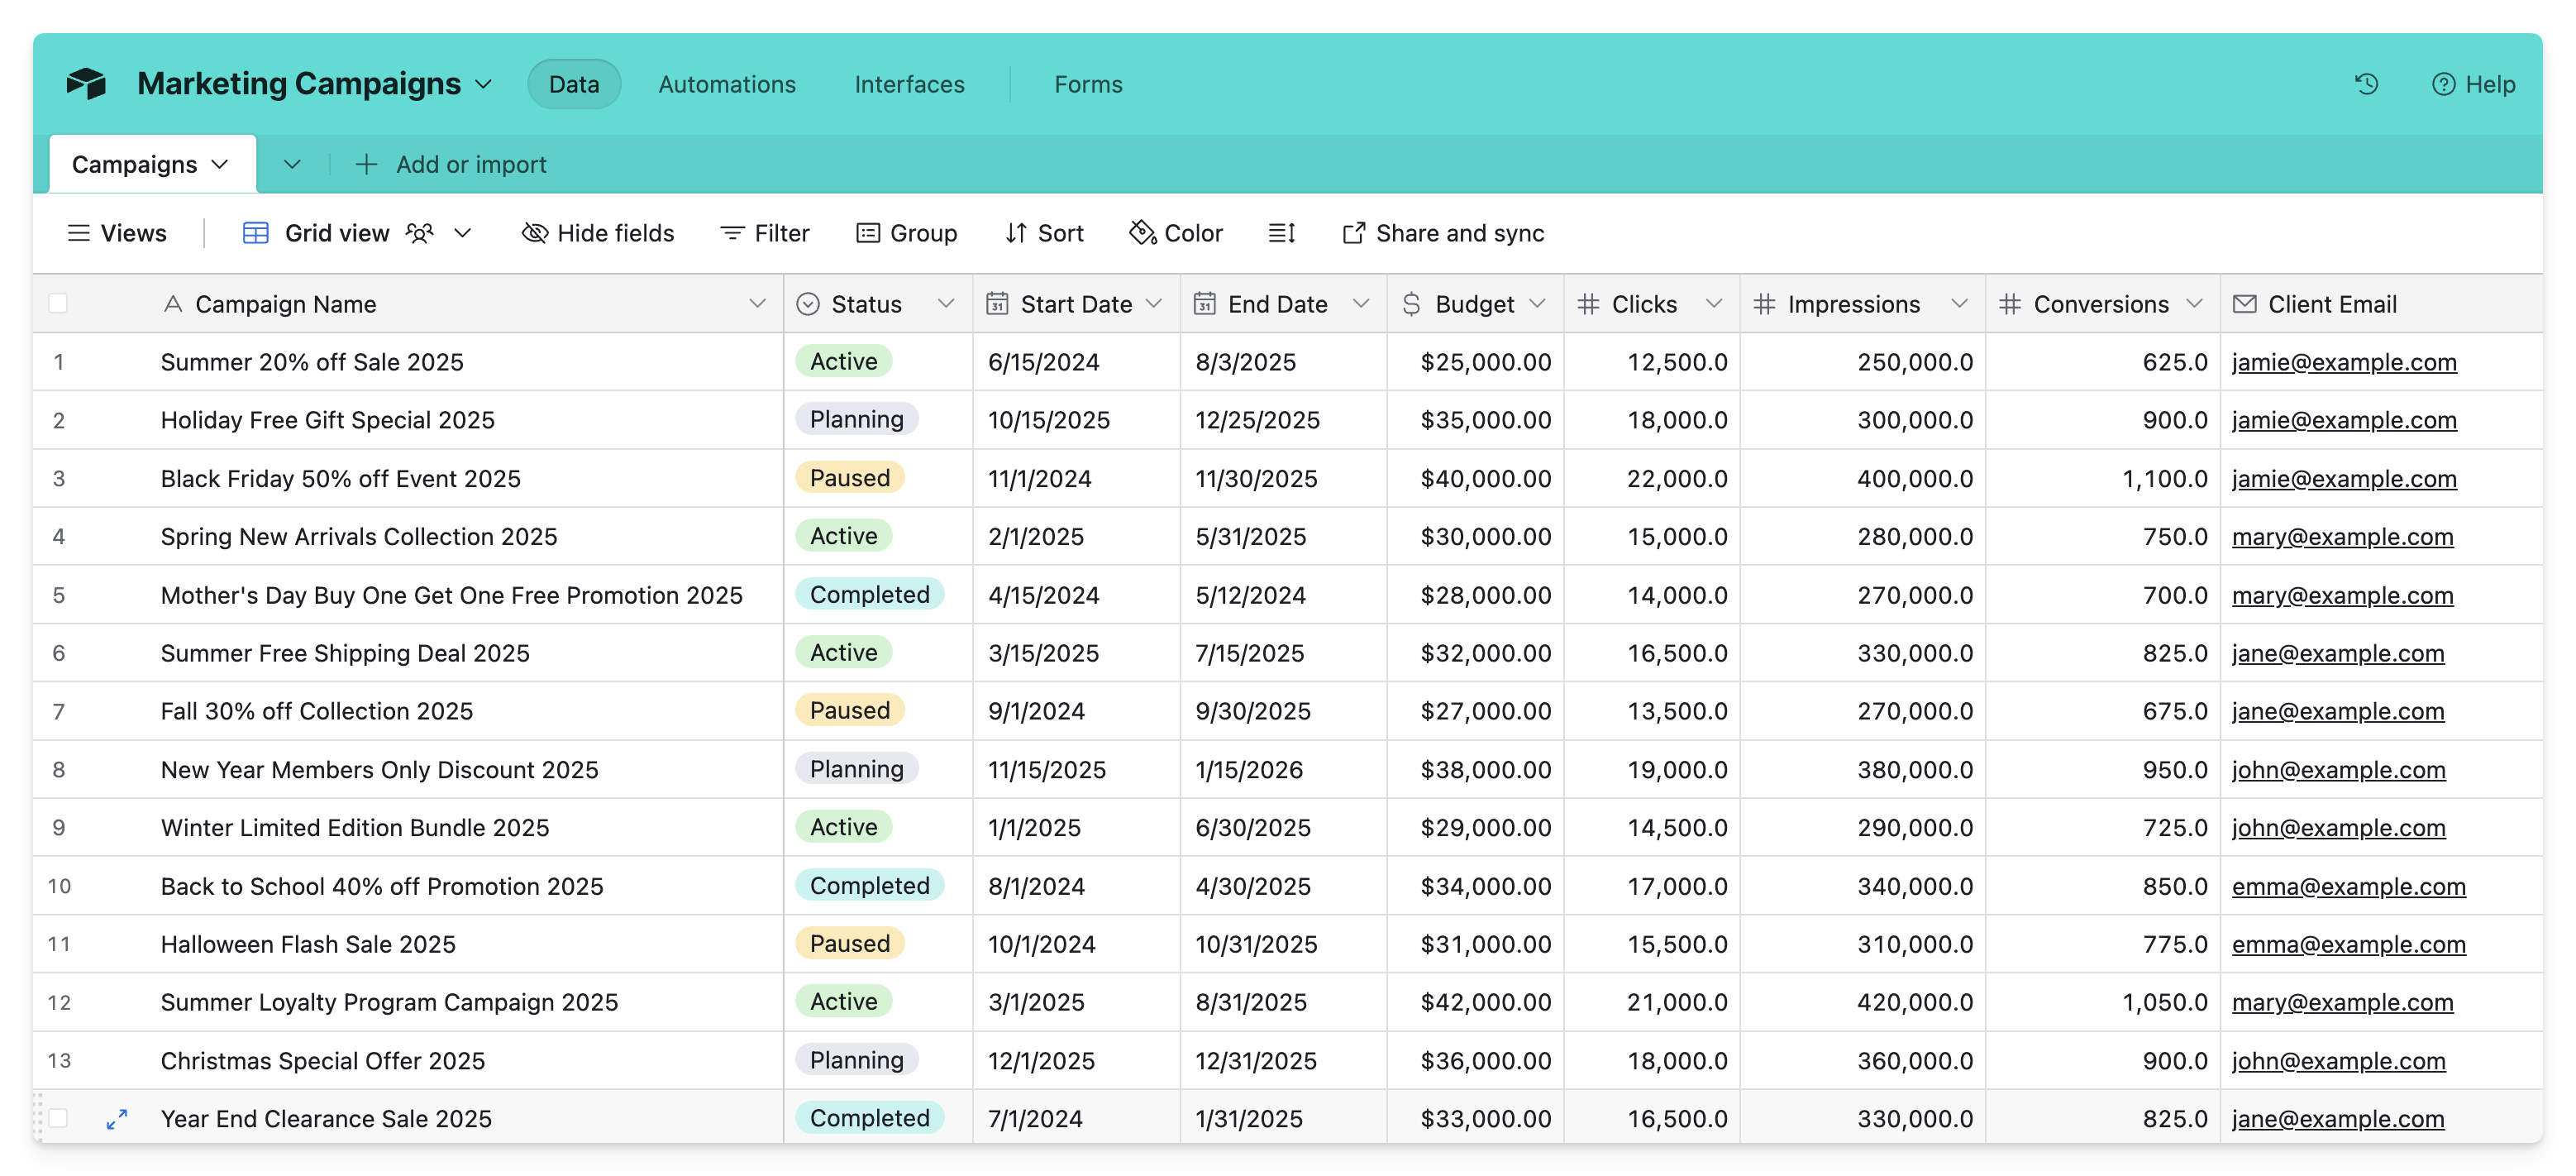 Marketing Campaigns Data Automations Interfaces Forms Help
Campaigns Add or import
Views Grid view Hide fields Filter Group Sort Color Share and sync
Campaign Name Status 31 Start Date 31 End Date $ Budget # Clicks # Impressions # Conversions Client Email
1 Summer 20% off Sale 2025 Active 6/15/2024 8/3/2025 $25,000.00 12,500.0 250,000.0 625.0 jamie@example.com
2 Holiday Free Gift Special 2025 Planning 10/15/2025 12/25/2025 $35,000.00 18,000.0 300,000.0 900.0 jamie@example.com
3 Black Friday 50% off Event 2025 Paused 11/1/2024 11/30/2025 $40,000.00 22,000.0 400,000.0 1,100.0 jamie@example.com
4 Spring New Arrivals Collection 2025 Active 2/1/2025 5/31/2025 $30,000.00 15,000.0 280,000.0 750.0 mary@example.com
5 Mother's Day Buy One Get One Free Promotion 2025 Completed 4/15/2024 5/12/2024 $28,000.00 14,000.0 270,000.0 700.0 mary@example.com
6 Summer Free Shipping Deal 2025 Active 3/15/2025 7/15/2025 $32,000.00 16,500.0 330,000.0 825.0 jane@example.com
7 Fall 30% off Collection 2025 Paused 9/1/2024 9/30/2025 $27,000.00 13,500.0 270,000.0 675.0 jane@example.com
8 New Year Members Only Discount 2025 Planning 11/15/2025 1/15/2026 $38,000.00 19,000.0 380,000.0 950.0 john@example.com
9 Winter Limited Edition Bundle 2025 Active 1/1/2025 6/30/2025 $29,000.00 14,500.0 290,000.0 725.0 john@example.com
10 Back to School 40% off Promotion 2025 Completed 8/1/2024 4/30/2025 $34,000.00 17,000.0 340,000.0 850.0 emma@example.com
11 Halloween Flash Sale 2025 Paused 10/1/2024 10/31/2025 $31,000.00 15,500.0 310,000.0 775.0 emma@example.com
12 Summer Loyalty Program Campaign 2025 Active 3/1/2025 8/31/2025 $42,000.00 21,000.0 420,000.0 1,050.0 mary@example.com
13 Christmas Special Offer 2025 Planning 12/1/2025 12/31/2025 $36,000.00 18,000.0 360,000.0 900.0 john@example.com
Year End Clearance Sale 2025 Completed 7/1/2024 1/31/2025 $33,000.00 16,500.0 330,000.0 825.0 jane@example.com